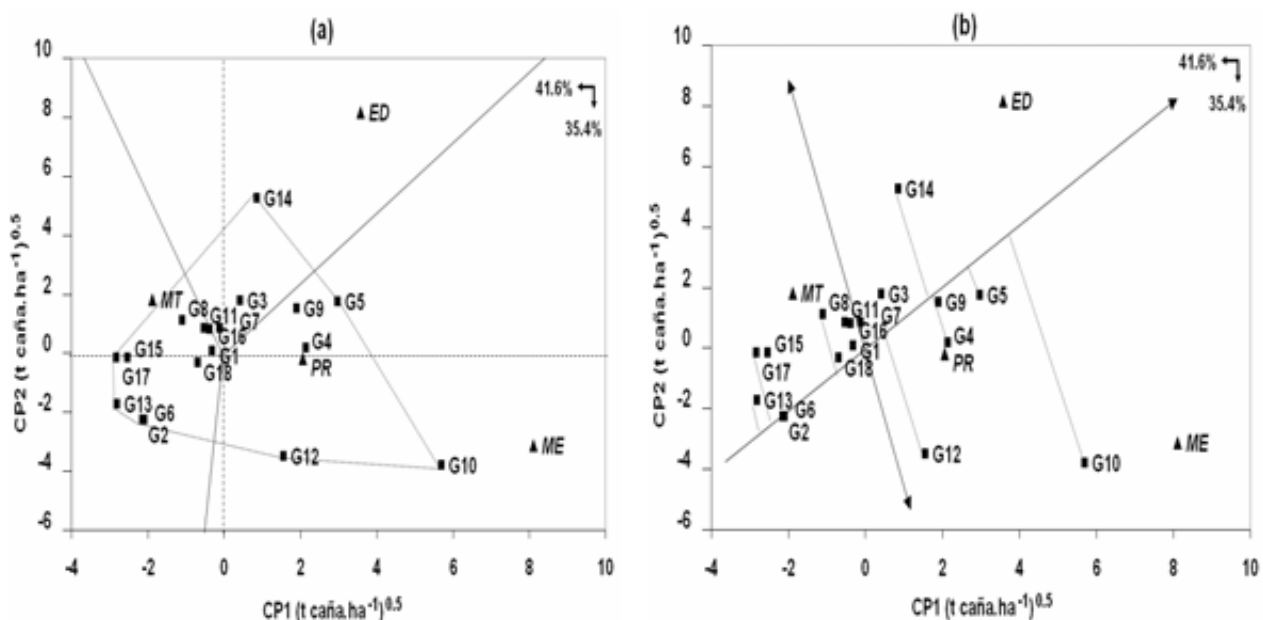 (a)
10
8
6
4
2
0
-2
-4
-6
-4 -2 0 2 4 6 8 10
CP2 (t caña.ha⁻¹)⁰·⁵
CP1 (t caña.ha⁻¹)⁰·⁵
41.6%
35.4%
ED
G14
MT
G8
G11
G3
G7
G9
G5
G16
G4
G15
G1
PR
G17
G18
G13
G6
G2
G12
G10
ME
(b)
10
8
6
4
2
0
-2
-4
-6
-4 -2 0 2 4 6 8 10
CP2 (t caña.ha⁻¹)⁰·⁵
CP1 (t caña.ha⁻¹)⁰·⁵
41.6%
35.4%
ED
G14
MT
G8
G11
G3
G7
G9
G5
G16
G4
G15
G1
PR
G17
G18
G13
G6
G2
G12
G10
ME